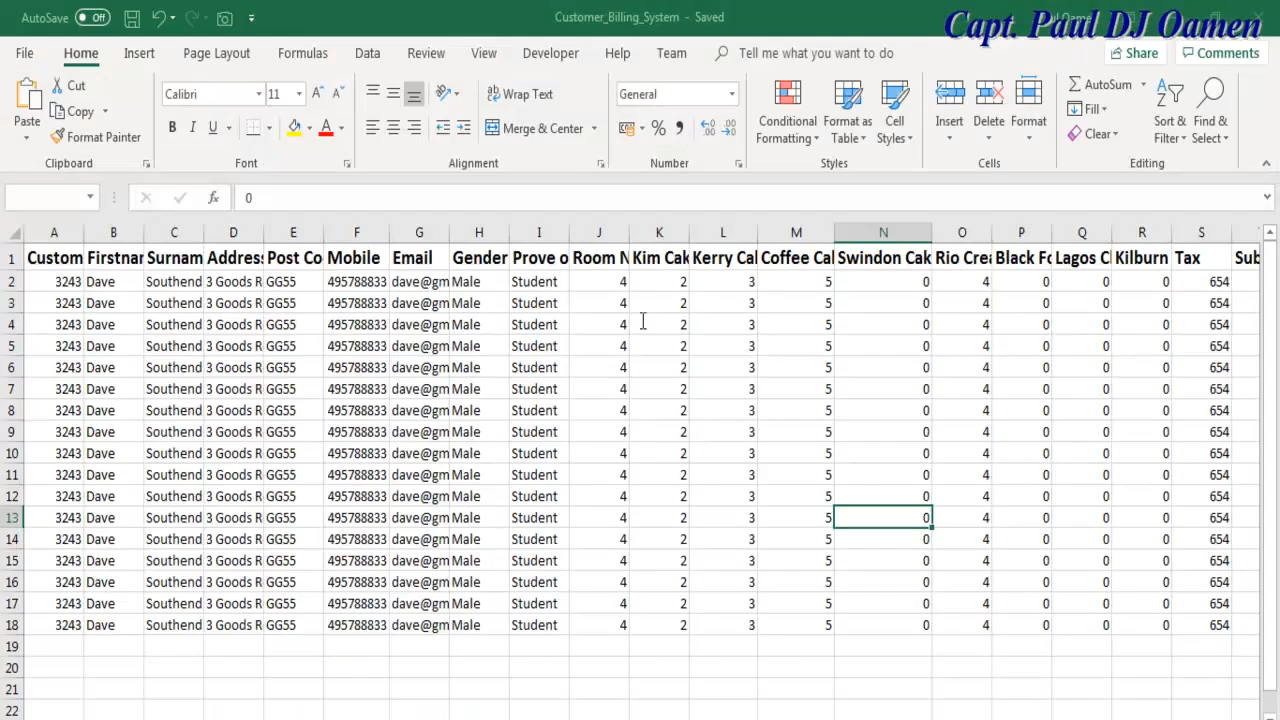 AutoSave Off Customer_Billing_System - Saved
Capt. Paul DJ Oamen
File Home Insert Page Layout Formulas Data Review View Developer Help Team Tell me what you want to do Share Comments
Paste Cut Copy Format Painter Clipboard
Calibri 11 B I U Font
Wrap Text Merge & Center Alignment
General % Number
Conditional Formatting Format as Table Cell Styles Styles
Insert Delete Format Cells
AutoSum Fill Clear Sort & Filter Find & Select Editing
fx 0
A B C D E F G H I J K L M N O P Q R S
1 Custom Firstnar Surnam Address Post Co Mobile Email Gender Prove o Room N Kim Cak Kerry Cal Coffee Cal Swindon Cak Rio Crea Black Fo Lagos Cl Kilburn Tax Sub
2 3243 Dave Southend 3 Goods R GG55 495788833 dave@gm Male Student 4 2 3 5 0 4 0 0 0 654
3 3243 Dave Southend 3 Goods R GG55 495788833 dave@gm Male Student 4 2 3 5 0 4 0 0 0 654
4 3243 Dave Southend 3 Goods R GG55 495788833 dave@gm Male Student 4 2 3 5 0 4 0 0 0 654
5 3243 Dave Southend 3 Goods R GG55 495788833 dave@gm Male Student 4 2 3 5 0 4 0 0 0 654
6 3243 Dave Southend 3 Goods R GG55 495788833 dave@gm Male Student 4 2 3 5 0 4 0 0 0 654
7 3243 Dave Southend 3 Goods R GG55 495788833 dave@gm Male Student 4 2 3 5 0 4 0 0 0 654
8 3243 Dave Southend 3 Goods R GG55 495788833 dave@gm Male Student 4 2 3 5 0 4 0 0 0 654
9 3243 Dave Southend 3 Goods R GG55 495788833 dave@gm Male Student 4 2 3 5 0 4 0 0 0 654
10 3243 Dave Southend 3 Goods R GG55 495788833 dave@gm Male Student 4 2 3 5 0 4 0 0 0 654
11 3243 Dave Southend 3 Goods R GG55 495788833 dave@gm Male Student 4 2 3 5 0 4 0 0 0 654
12 3243 Dave Southend 3 Goods R GG55 495788833 dave@gm Male Student 4 2 3 5 0 4 0 0 0 654
13 3243 Dave Southend 3 Goods R GG55 495788833 dave@gm Male Student 4 2 3 5 0 4 0 0 0 654
14 3243 Dave Southend 3 Goods R GG55 495788833 dave@gm Male Student 4 2 3 5 0 4 0 0 0 654
15 3243 Dave Southend 3 Goods R GG55 495788833 dave@gm Male Student 4 2 3 5 0 4 0 0 0 654
16 3243 Dave Southend 3 Goods R GG55 495788833 dave@gm Male Student 4 2 3 5 0 4 0 0 0 654
17 3243 Dave Southend 3 Goods R GG55 495788833 dave@gm Male Student 4 2 3 5 0 4 0 0 0 654
18 3243 Dave Southend 3 Goods R GG55 495788833 dave@gm Male Student 4 2 3 5 0 4 0 0 0 654
19
20
21
22